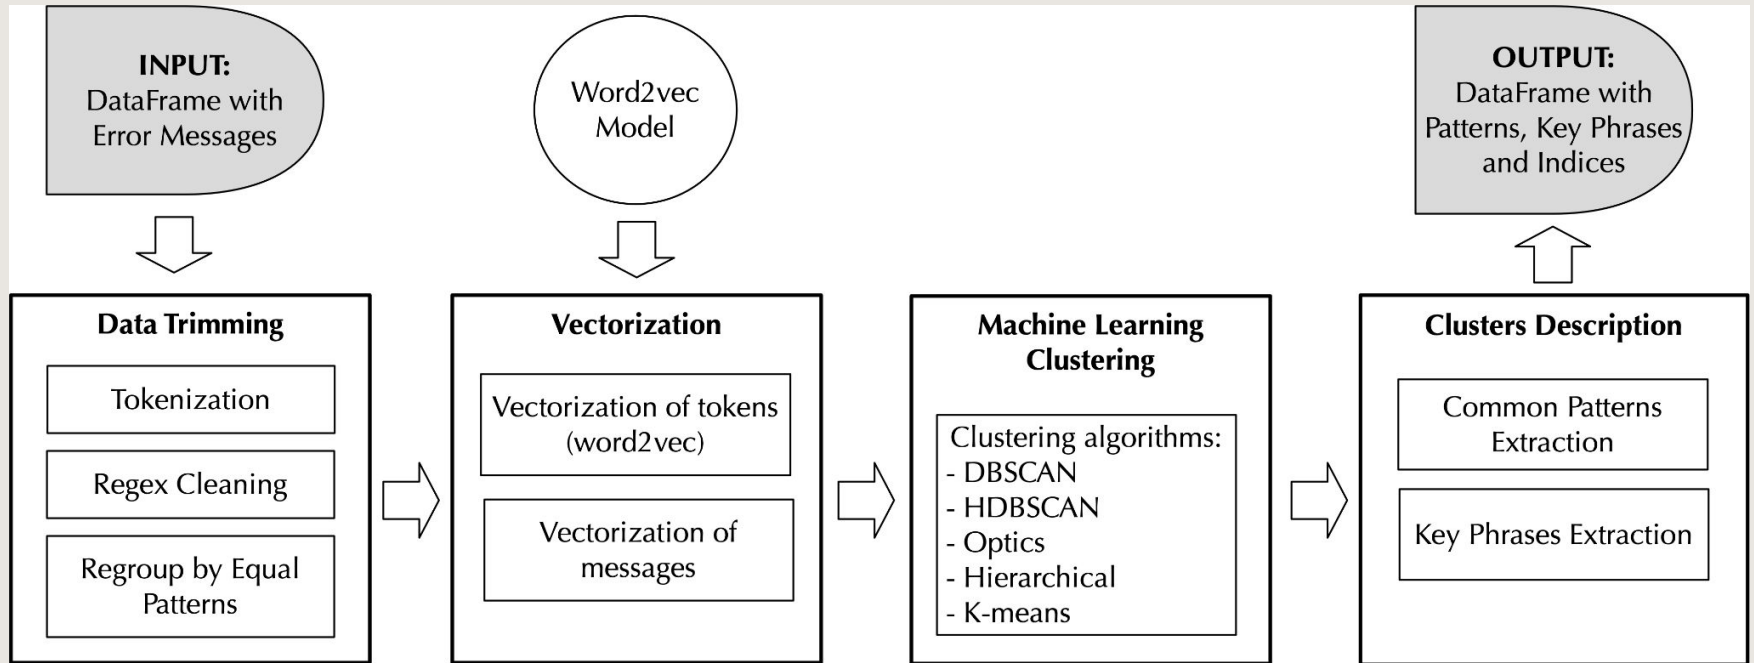 INPUT:
DataFrame with
Error Messages
Word2vec
Model
OUTPUT:
DataFrame with
Patterns, Key Phrases
and Indices
Data Trimming
Tokenization
Regex Cleaning
Regroup by Equal
Patterns
Vectorization
Vectorization of tokens
(word2vec)
Vectorization of
messages
Machine Learning
Clustering
Clustering algorithms:
- DBSCAN
- HDBSCAN
- Optics
- Hierarchical
- K-means
Clusters Description
Common Patterns
Extraction
Key Phrases Extraction